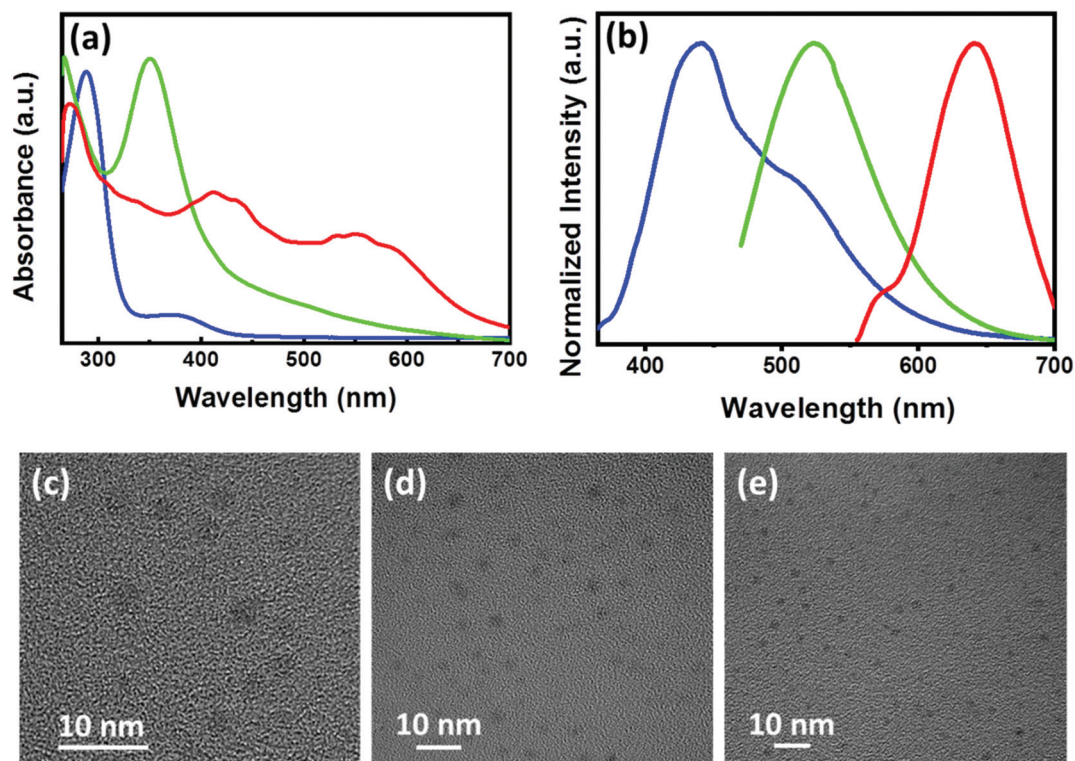 (a)
Absorbance (a.u.)
300 400 500 600 700
Wavelength (nm)
(b)
Normalized Intensity (a.u.)
400 500 600 700
Wavelength (nm)
(c)
10 nm
(d)
10 nm
(e)
10 nm